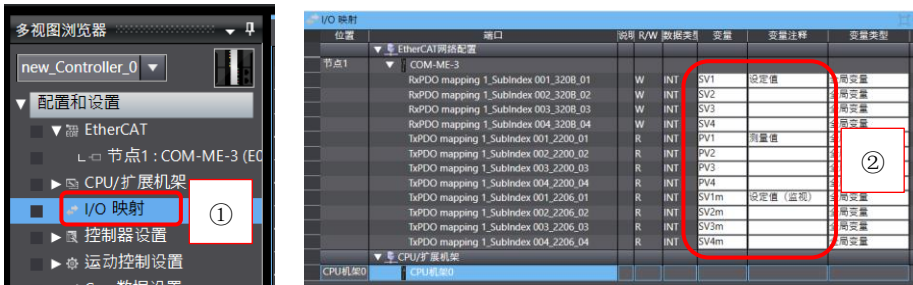 多视图浏览器
new_Controller_0
配置和设置
EtherCAT
节点1 : COM-ME-3 (E0
CPU/扩展机架
I/O 映射
①
控制器设置
运动控制设置
I/O 映射
位置 端口 说明 R/W 数据类型 变量 变量注释 变量类型
EtherCAT网络配置
节点1 COM-ME-3
RxPDO mapping 1_SubIndex 001_320B_01 W INT SV1 设定值 全局变量
RxPDO mapping 1_SubIndex 002_320B_02 W INT SV2 全局变量
RxPDO mapping 1_SubIndex 003_320B_03 W INT SV3 全局变量
RxPDO mapping 1_SubIndex 004_320B_04 W INT SV4 全局变量
TxPDO mapping 1_SubIndex 001_2200_01 R INT PV1 测量值 全局变量
TxPDO mapping 1_SubIndex 002_2200_02 R INT PV2
TxPDO mapping 1_SubIndex 003_2200_03 R INT PV3
TxPDO mapping 1_SubIndex 004_2200_04 R INT PV4
②
TxPDO mapping 1_SubIndex 001_2206_01 R INT SV1m 设定值（监视）
TxPDO mapping 1_SubIndex 002_2206_02 R INT SV2m 全局变量
TxPDO mapping 1_SubIndex 003_2206_03 R INT SV3m 全局变量
TxPDO mapping 1_SubIndex 004_2206_04 R INT SV4m 全局变量
CPU/扩展机架
CPU机架0 CPU机架0